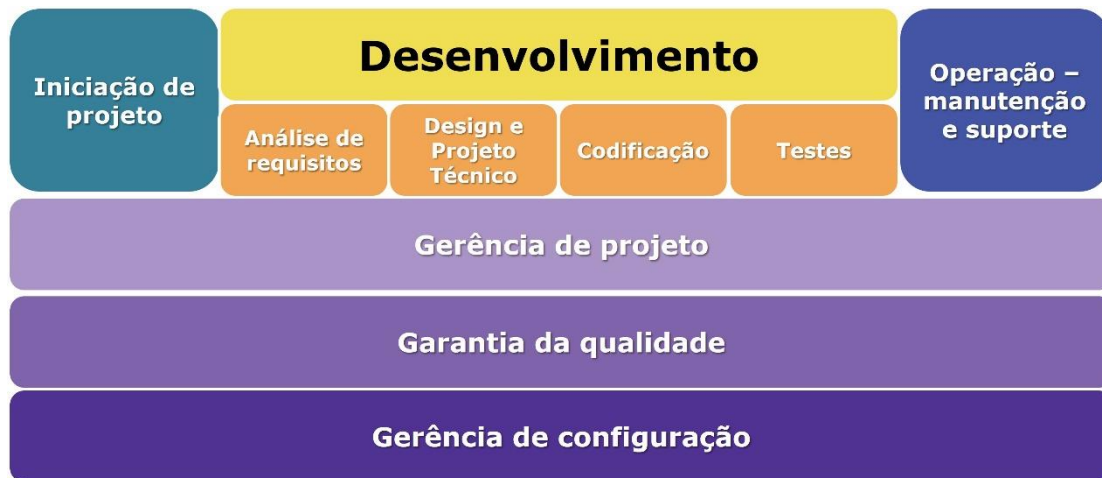 Iniciação de
projeto
Desenvolvimento
Análise de
requisitos
Design e
Projeto
Técnico
Codificação
Testes
Operação –
manutenção
e suporte
Gerência de projeto
Garantia da qualidade
Gerência de configuração